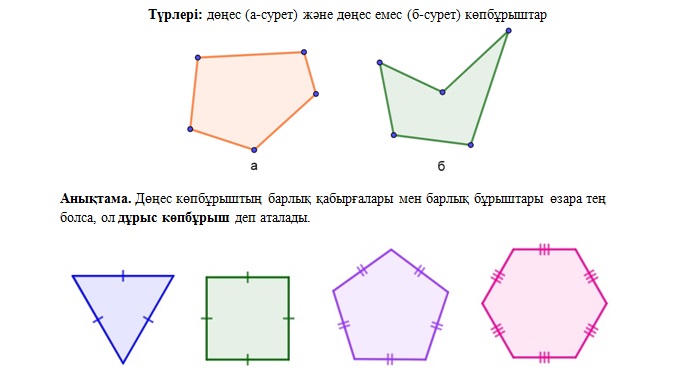 Түрлері: дөңес (а-сурет) және дөңес емес (б-сурет) көпбұрыштар
а
б
Анықтама. Дөңес көпбұрыштың барлық қабырғалары мен барлық бұрыштары өзара тең
болса, ол дұрыс көпбұрыш деп аталады.